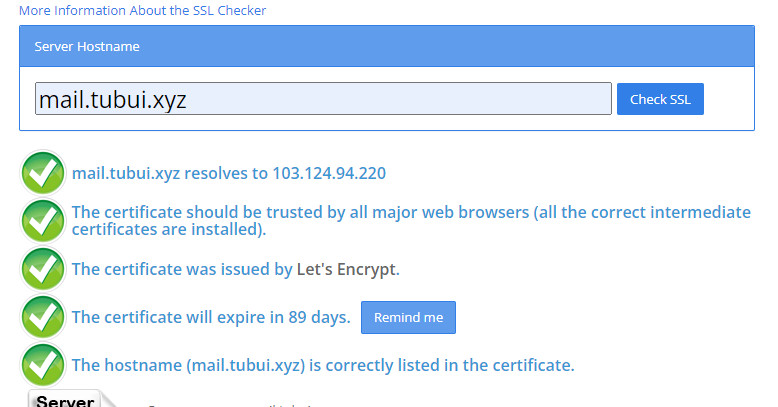 More Information About the SSL Checker
Server Hostname
mail.tubui.xyz
Check SSL
mail.tubui.xyz resolves to 103.124.94.220
The certificate should be trusted by all major web browsers (all the correct intermediate
certificates are installed).
The certificate was issued by Let's Encrypt.
The certificate will expire in 89 days.
Remind me
The hostname (mail.tubui.xyz) is correctly listed in the certificate.
Server